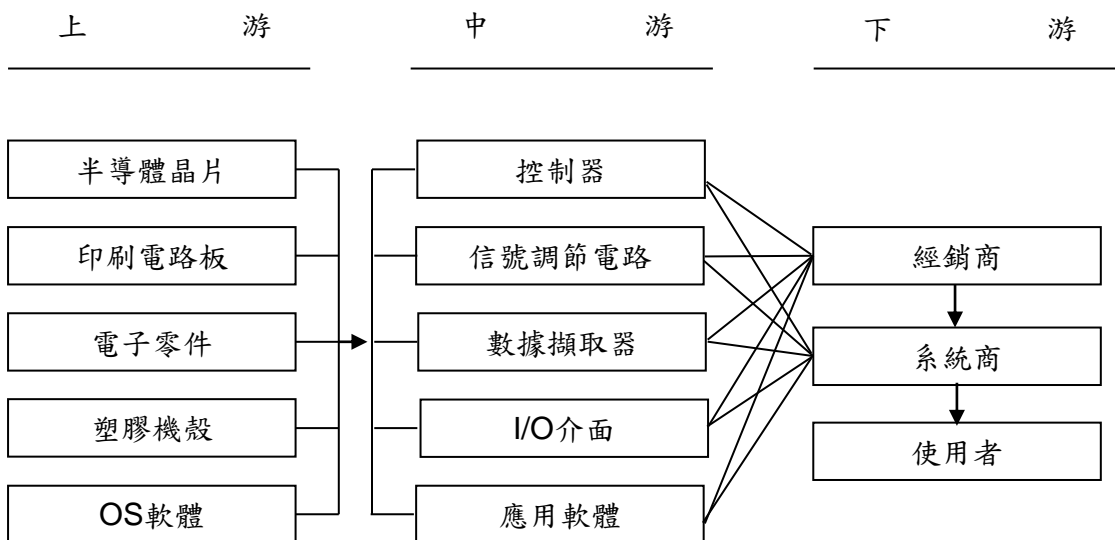 上游
中游
下游
半導體晶片
印刷電路板
電子零件
塑膠機殼
OS軟體
控制器
信號調節電路
數據擷取器
I/O介面
應用軟體
經銷商
系統商
使用者